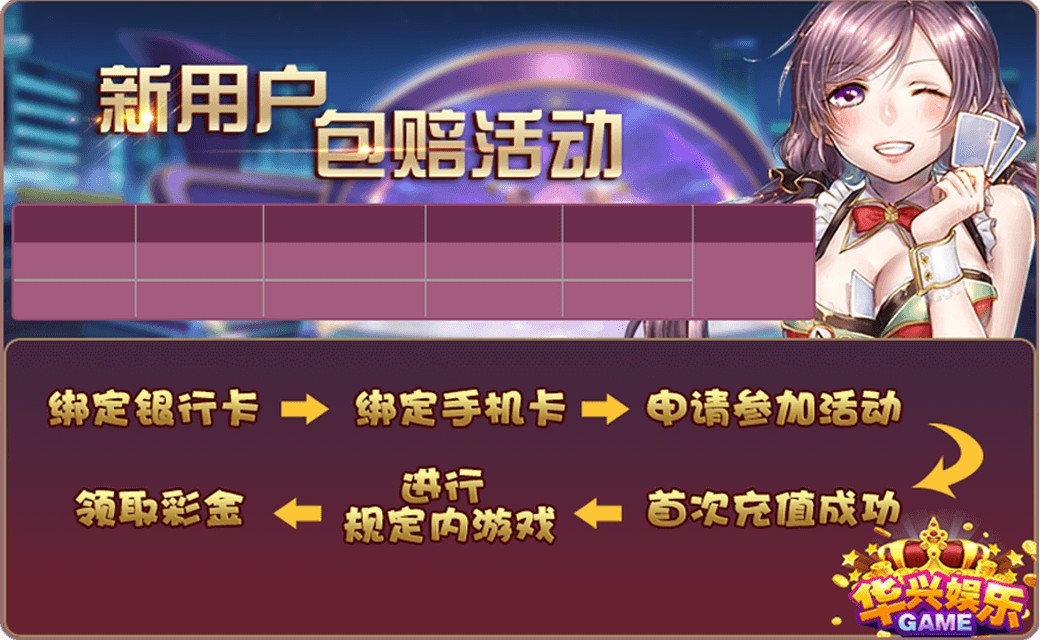 新用户
包赔活动
绑定银行卡
绑定手机卡
申请参加活动
首次充值成功
进行
规定内游戏
领取彩金
华兴娱乐
GAME